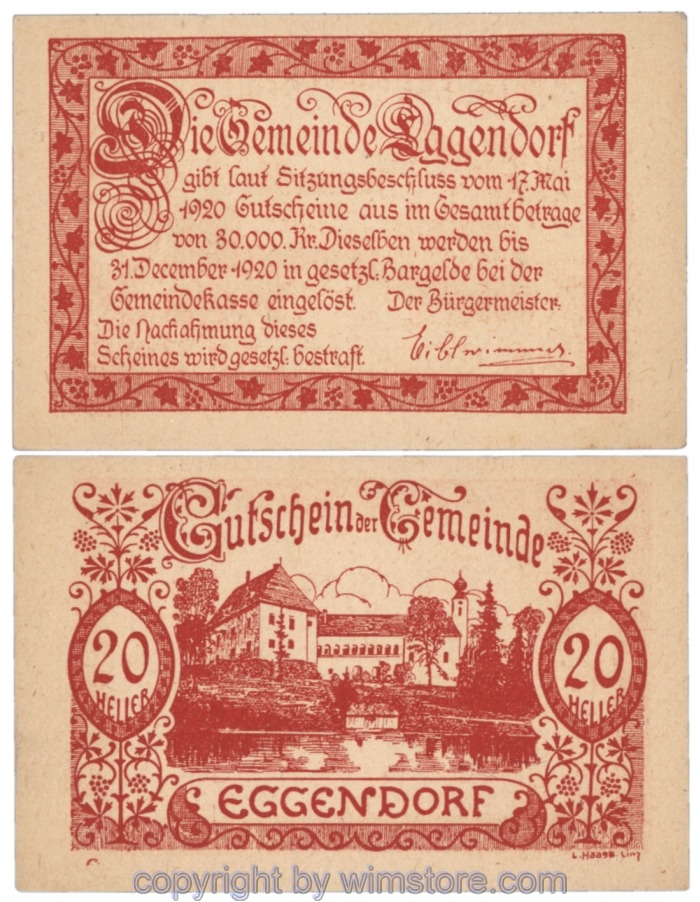 Die Gemeinde Eggendorf
gibt laut Sitzungsbeschluss vom 17. Mai
1920 Gutscheine aus im Gesamtbetrage
von 30.000. Kr. Dieselben werden bis
31. December 1920 in gesetzl. Bargelde bei der
Gemeindekasse eingelöst. Der Bürgermeister:
Die Nachahmung dieses
Scheines wird gesetzl. bestraft.
Gutschein der Gemeinde
20
HELLER
20
HELLER
EGGENDORF
L. Haase Linz
copyright by wimstore.com